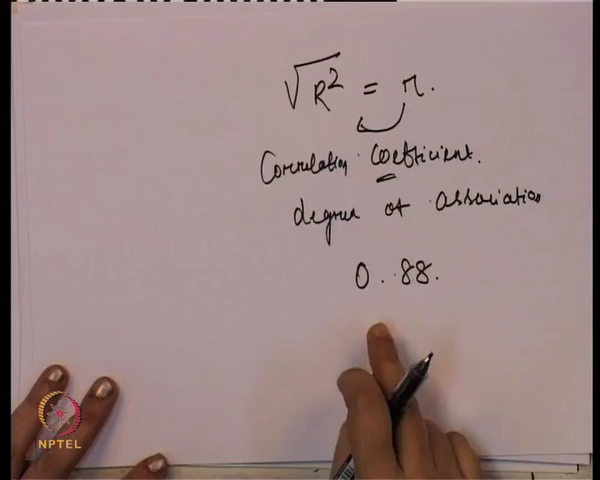 √R² = r.
Correlation Coefficient.
degree of association
0.88.
NPTEL